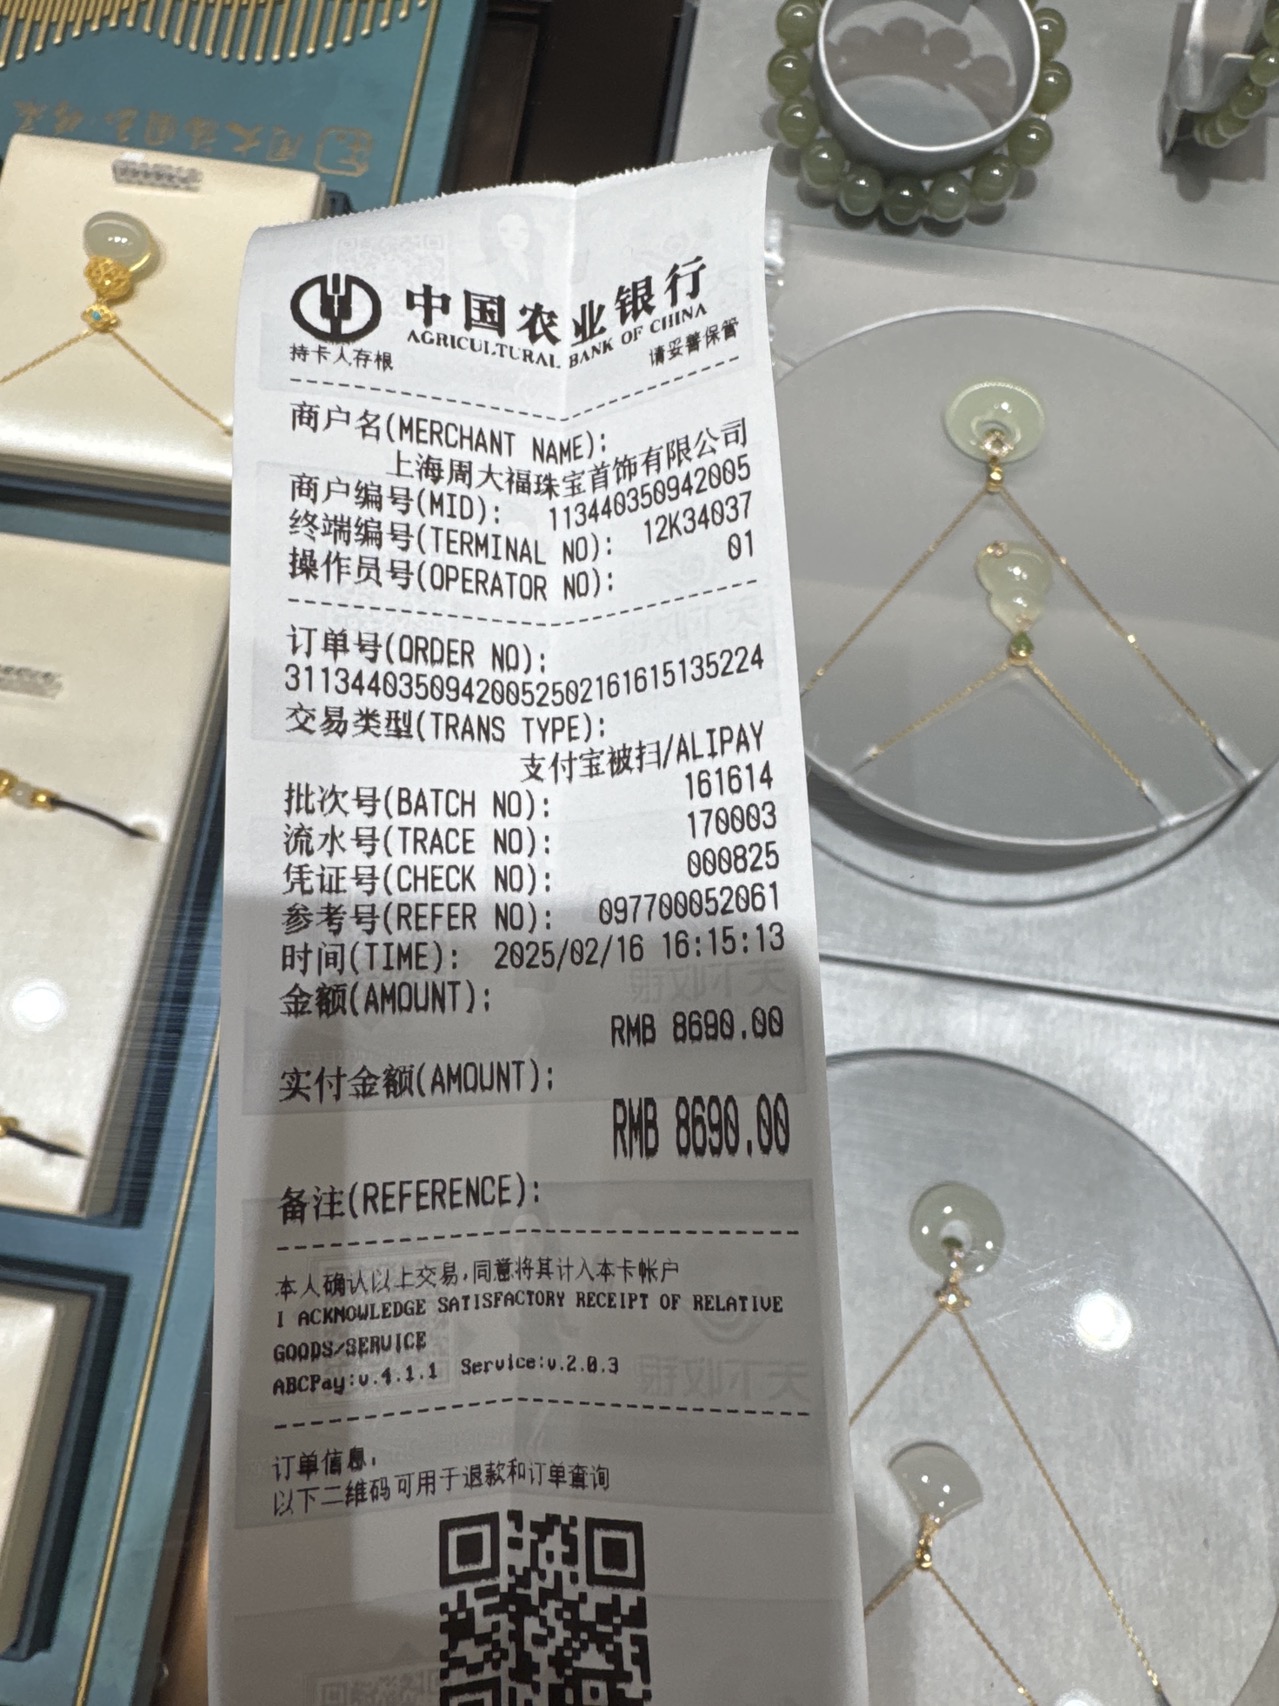 中国农业银行
AGRICULTURAL BANK OF CHINA
持卡人存根 请妥善保管
商户名(MERCHANT NAME):
上海周大福珠宝首饰有限公司
商户编号(MID): 113440350942005
终端编号(TERMINAL NO): 12K34037
操作员号(OPERATOR NO): 01
订单号(ORDER NO):
31134403509420052502161615135224
交易类型(TRANS TYPE):
支付宝被扫/ALIPAY
批次号(BATCH NO): 161614
流水号(TRACE NO): 170003
凭证号(CHECK NO): 000825
参考号(REFER NO): 097700052061
时间(TIME): 2025/02/16 16:15:13
金额(AMOUNT):
RMB 8690.00
实付金额(AMOUNT):
RMB 8690.00
备注(REFERENCE):
本人确认以上交易,同意将其计入本卡帐户
I ACKNOWLEDGE SATISFACTORY RECEIPT OF RELATIVE
GOODS/SERVICE
ABCPay:v.4.1.1 Service:v.2.0.3
订单信息:
以下二维码可用于退款和订单查询